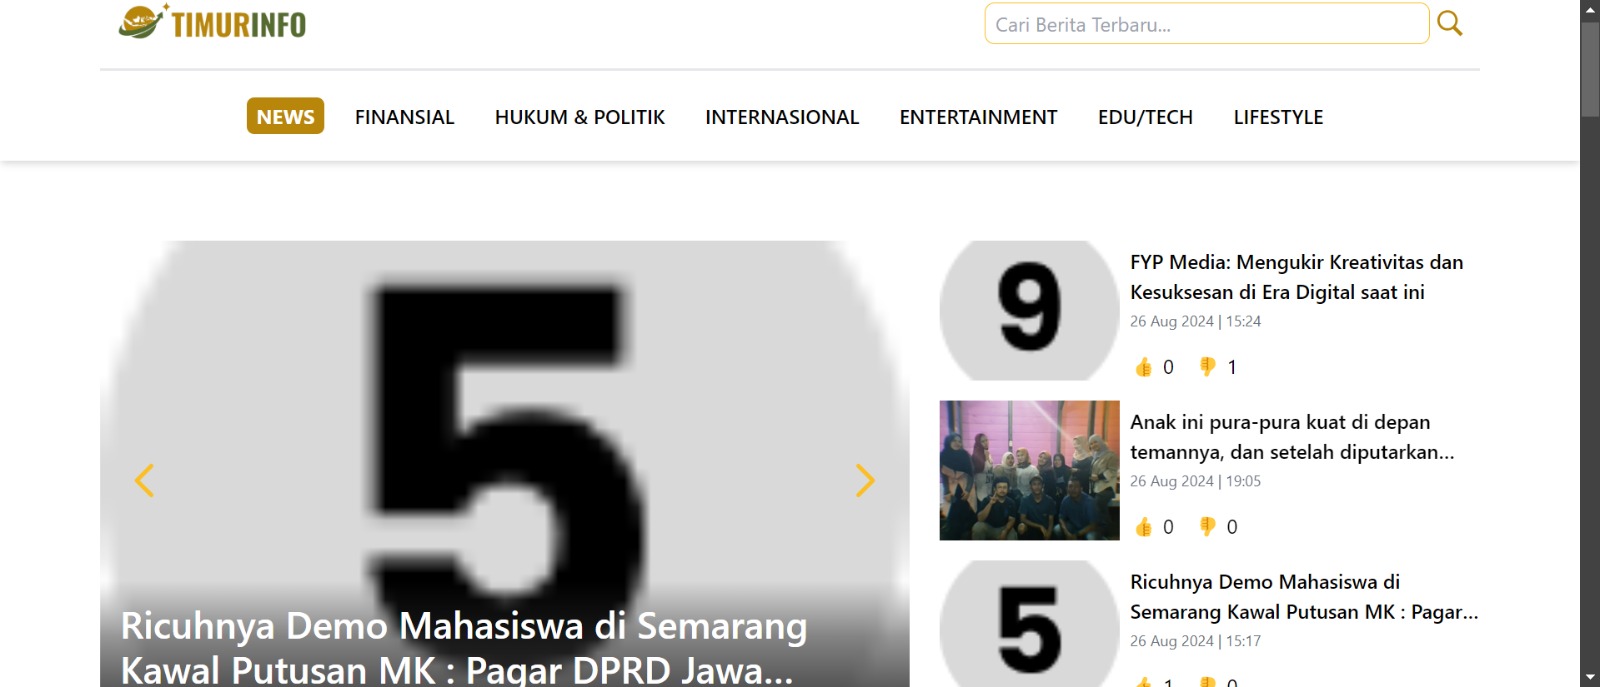 TIMURINFO
Cari Berita Terbaru...
NEWS FINANSIAL HUKUM & POLITIK INTERNASIONAL ENTERTAINMENT EDU/TECH LIFESTYLE
5
Ricuhnya Demo Mahasiswa di Semarang
Kawal Putusan MK : Pagar DPRD Jawa...
9
FYP Media: Mengukir Kreativitas dan
Kesuksesan di Era Digital saat ini
26 Aug 2024 | 15:24
0 1
Anak ini pura-pura kuat di depan
temannya, dan setelah diputarkan...
26 Aug 2024 | 19:05
0 0
5
Ricuhnya Demo Mahasiswa di
Semarang Kawal Putusan MK : Pagar...
26 Aug 2024 | 15:17
1 0